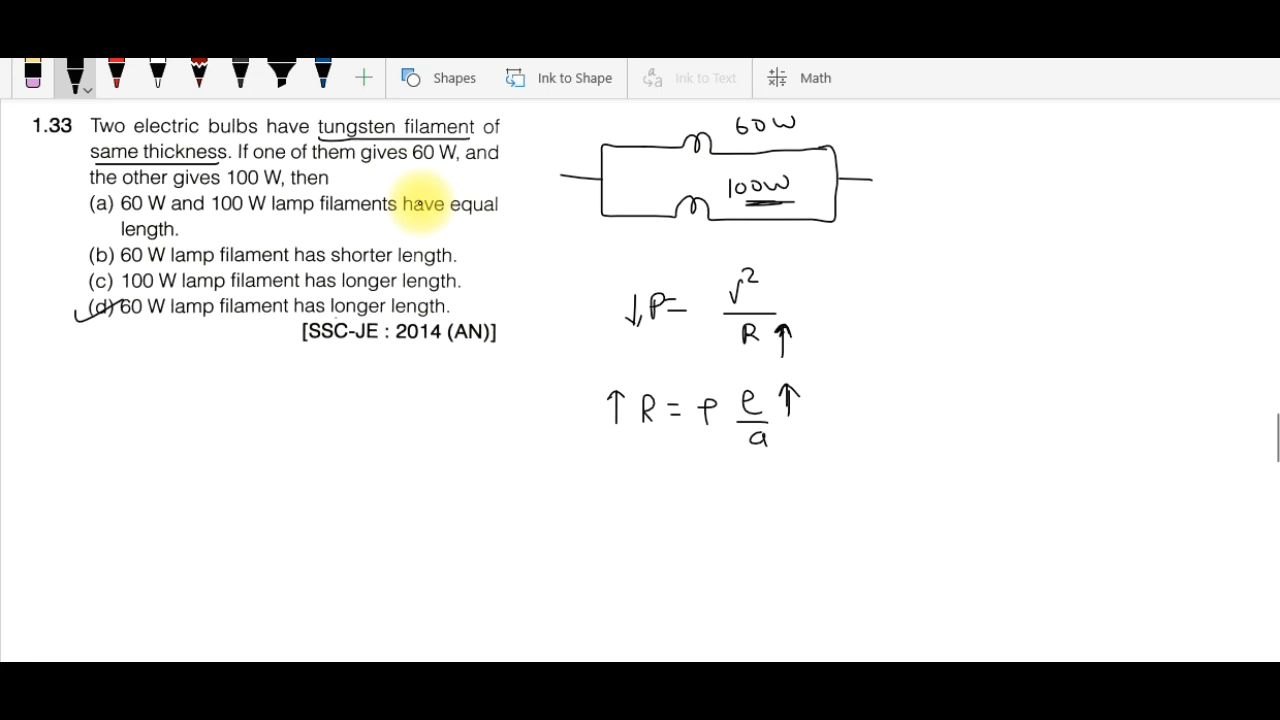 Shapes Ink to Shape Ink to Text Math
1.33 Two electric bulbs have tungsten filament of
same thickness. If one of them gives 60 W, and
the other gives 100 W, then
(a) 60 W and 100 W lamp filaments have equal
length.
(b) 60 W lamp filament has shorter length.
(c) 100 W lamp filament has longer length.
(d) 60 W lamp filament has longer length.
[SSC-JE : 2014 (AN)]
60W
100W
↓P = V²/R↑
↑R = ρ l/a ↑